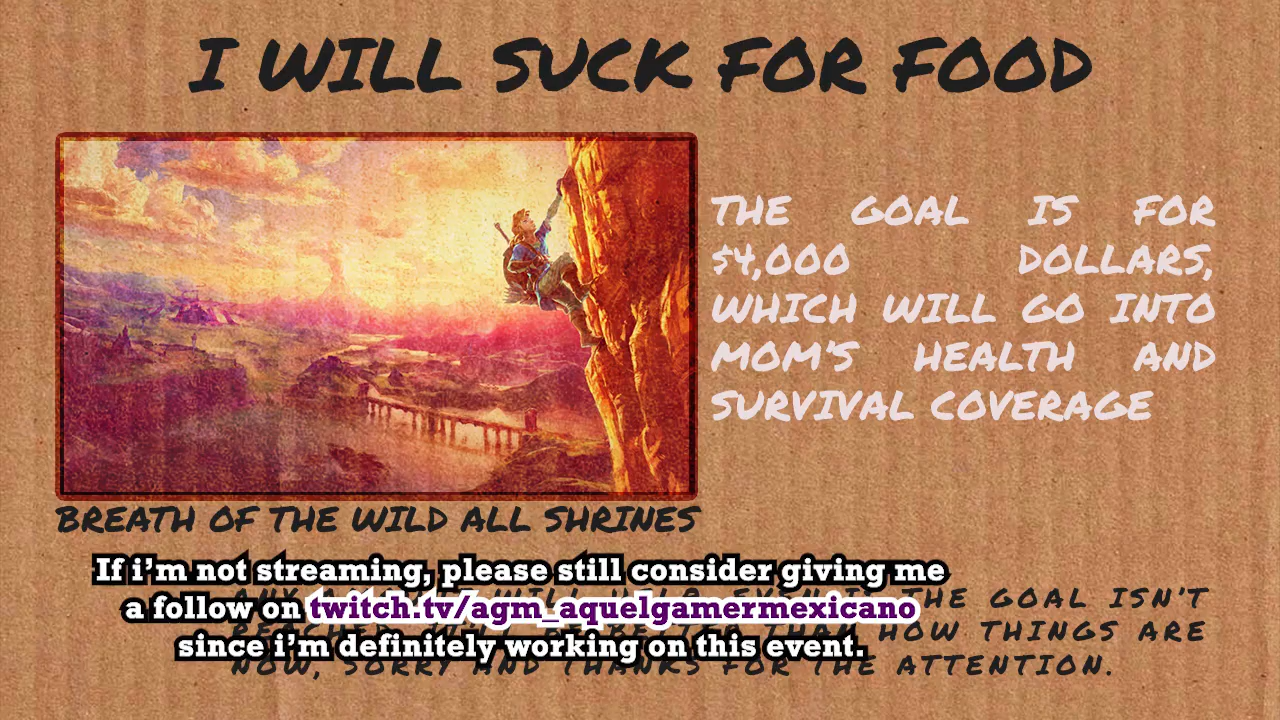 I WILL SUCK FOR FOOD
THE GOAL IS FOR
$4,000 DOLLARS,
WHICH WILL GO INTO
MOM'S HEALTH AND
SURVIVAL COVERAGE
BREATH OF THE WILD ALL SHRINES
If i'm not streaming, please still consider giving me
a follow on twitch.tv/agm_aquelgamermexicano
since i'm definitely working on this event.
THE GOAL ISN'T
HOW THINGS ARE
NOW, SORRY AND THANKS FOR THE ATTENTION.